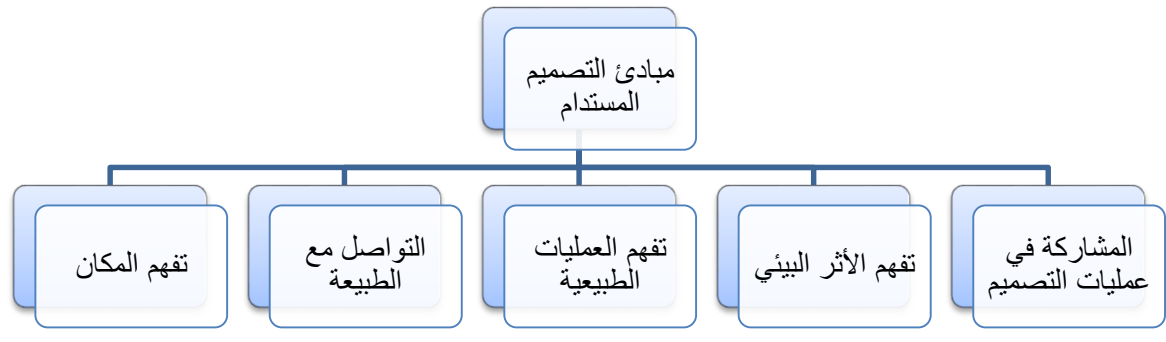 مبادئ التصميم
المستدام
المشاركة في
عمليات التصميم
تفهم الأثر البيئي
تفهم العمليات
الطبيعية
التواصل مع
الطبيعة
تفهم المكان